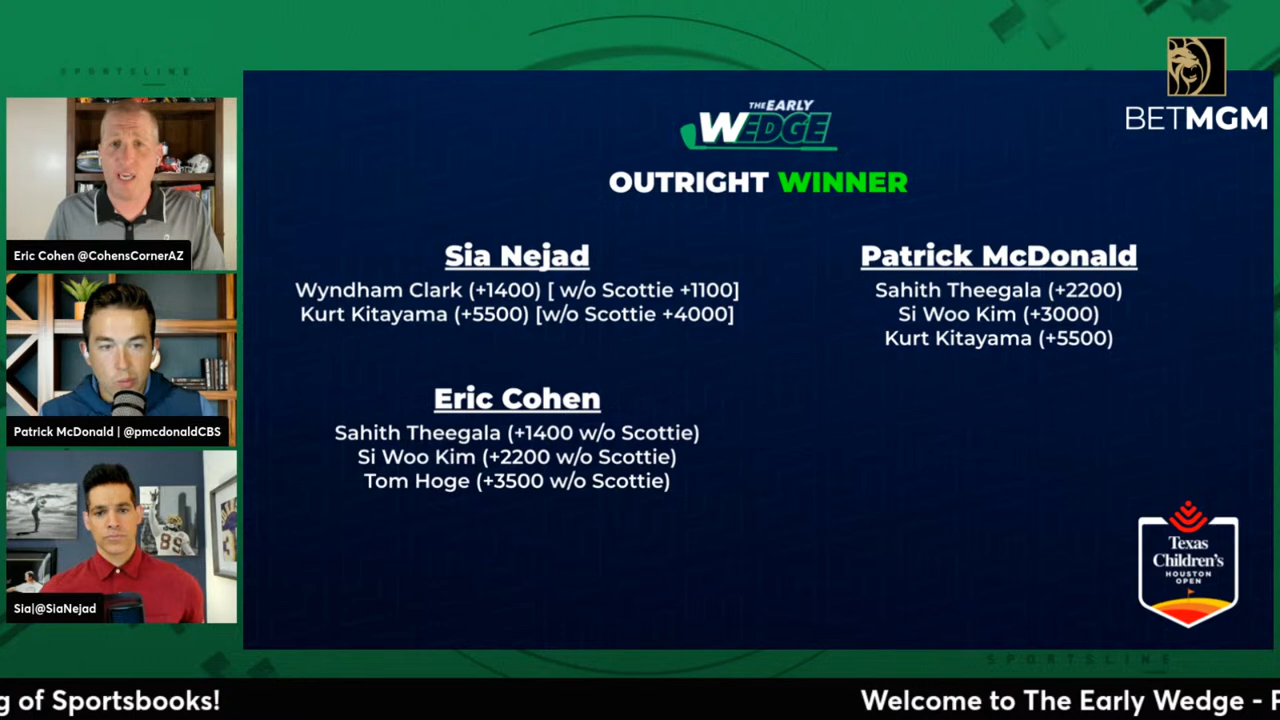 SPORTSLINE
BETMGM
THE EARLY
WEDGE
OUTRIGHT WINNER
Eric Cohen @CohensCornerAZ
Patrick McDonald | @pmcdonaldCBS
89
Sia|@SiaNejad
Sia Nejad
Wyndham Clark (+1400) [ w/o Scottie +1100]
Kurt Kitayama (+5500) [w/o Scottie +4000]
Patrick McDonald
Sahith Theegala (+2200)
Si Woo Kim (+3000)
Kurt Kitayama (+5500)
Eric Cohen
Sahith Theegala (+1400 w/o Scottie)
Si Woo Kim (+2200 w/o Scottie)
Tom Hoge (+3500 w/o Scottie)
Texas
Children's
HOUSTON
OPEN
SPORTSLINE
g of Sportsbooks!
Welcome to The Early Wedge -